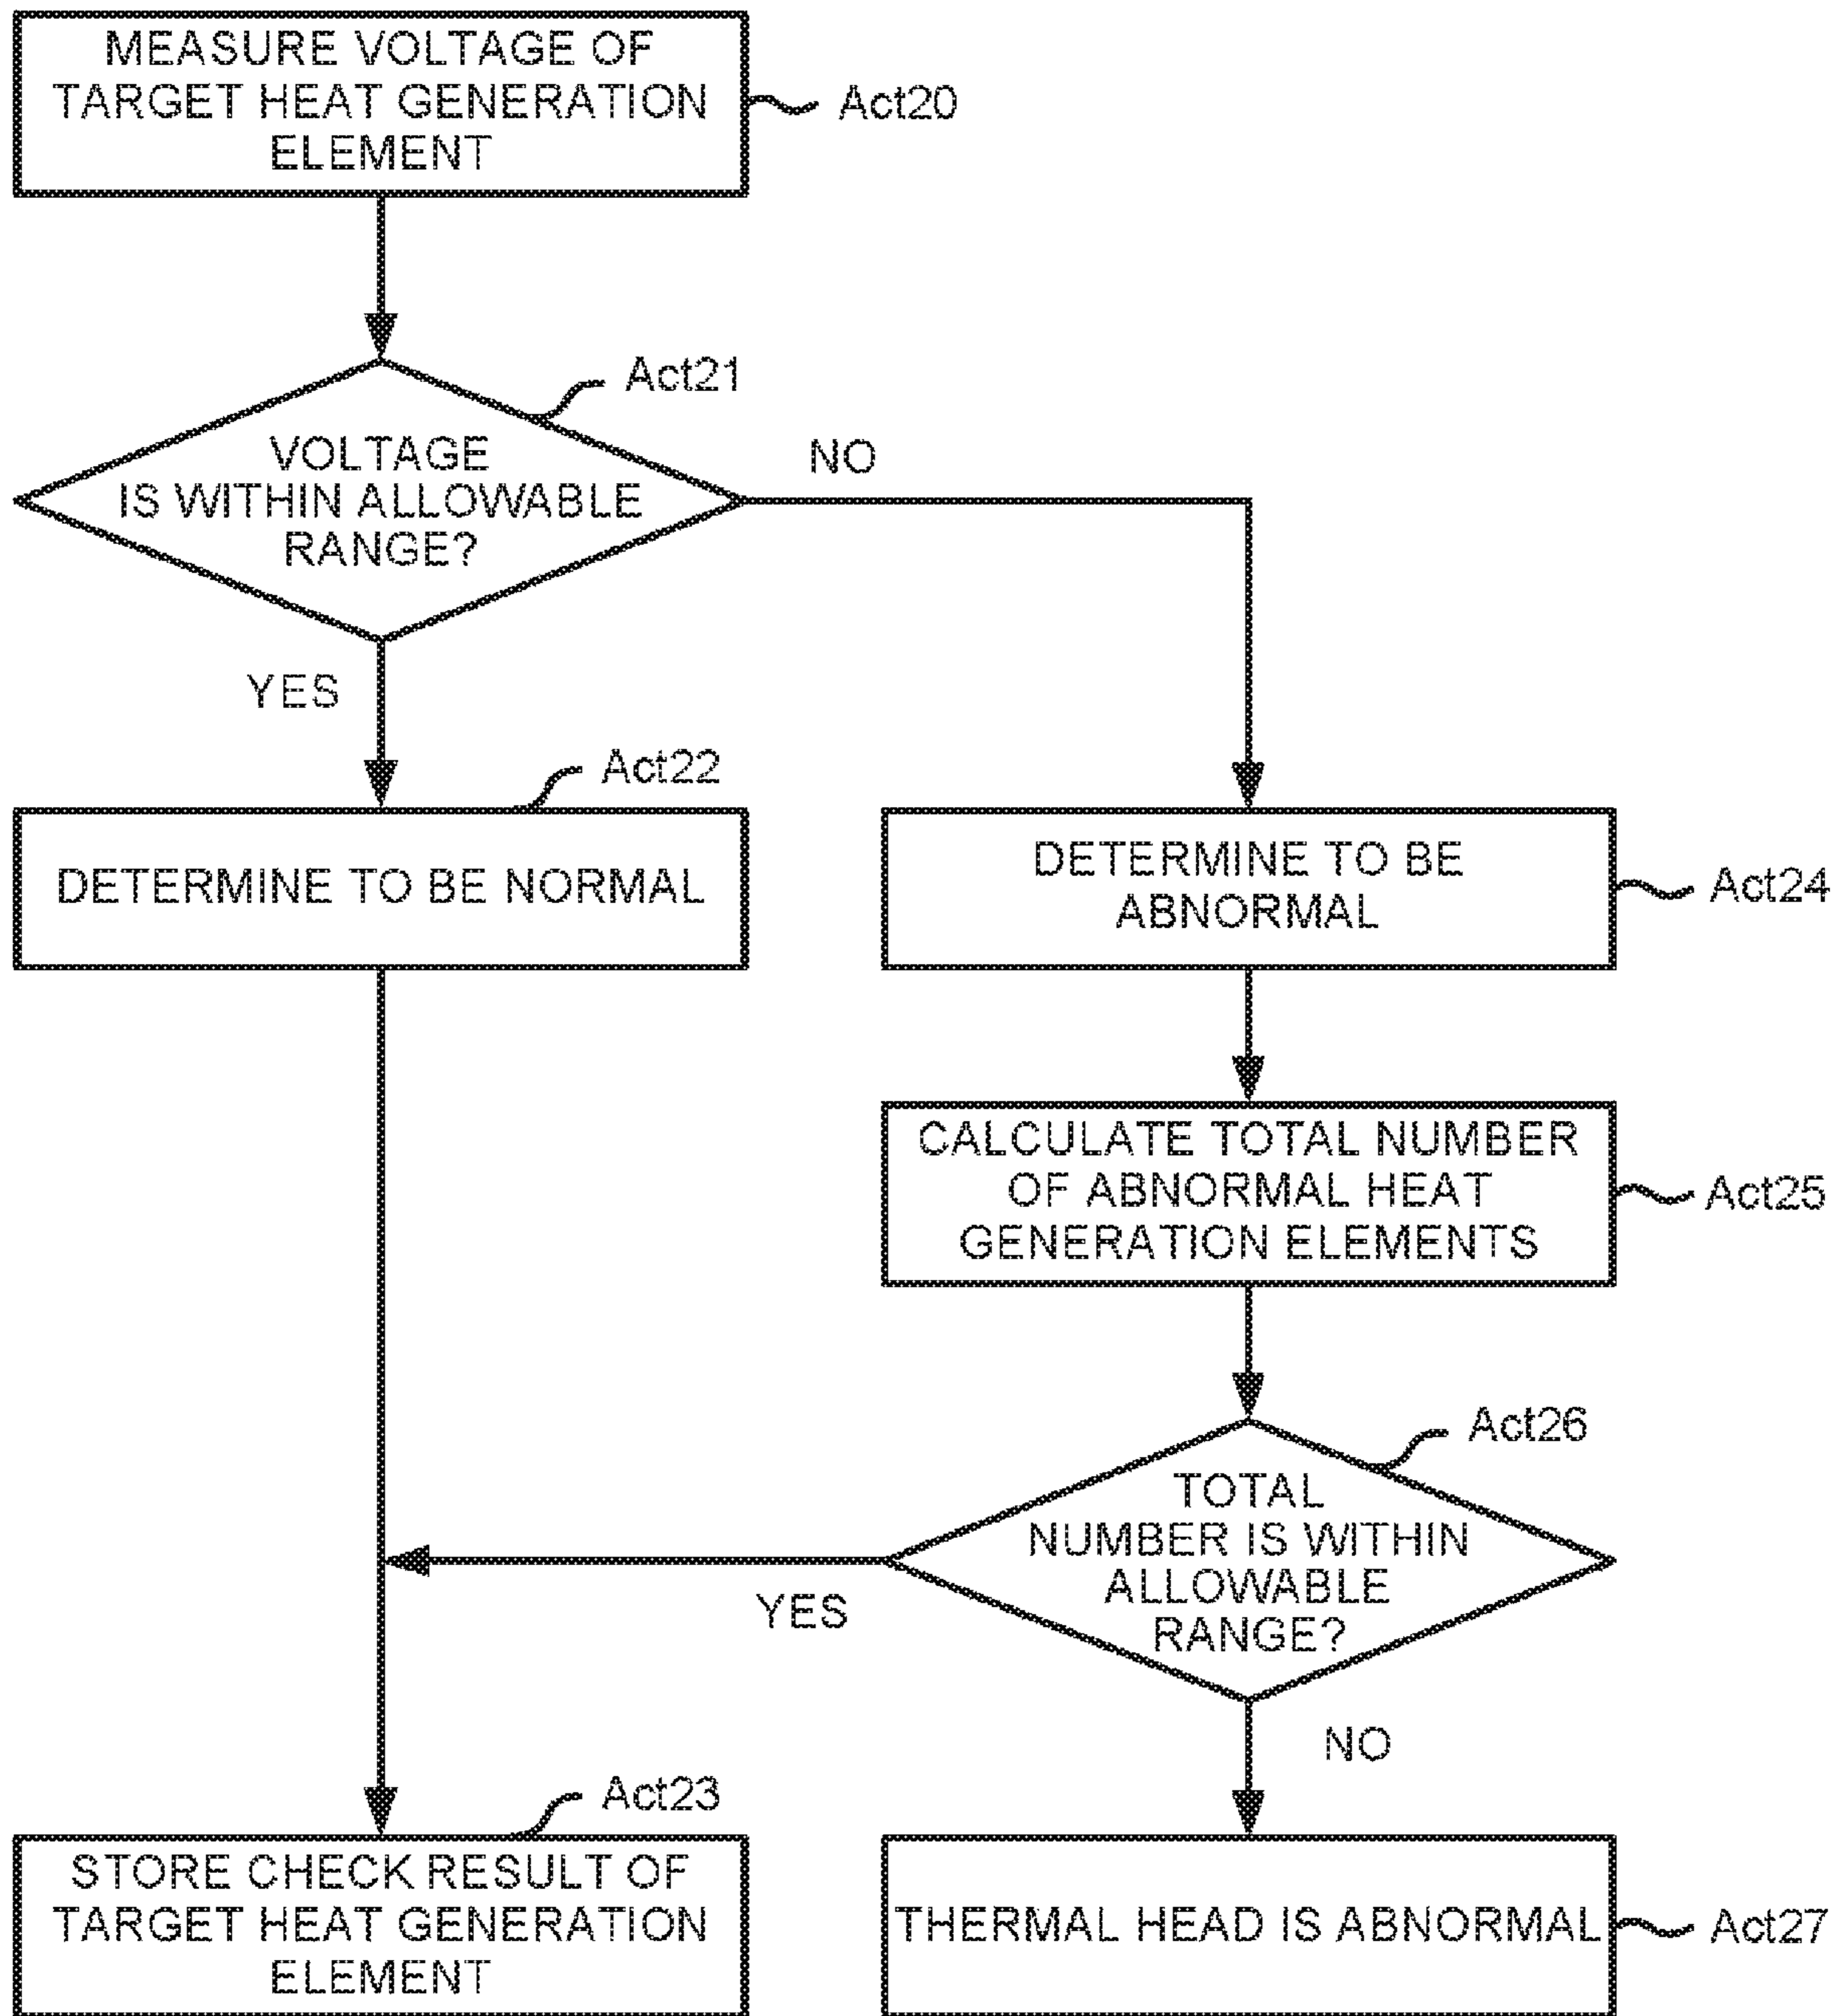 MEASURE VOLTAGE OF
TARGET HEAT GENERATION
ELEMENT
Act20
Act21
VOLTAGE
IS WITHIN ALLOWABLE
RANGE?
NO
YES
Act22
DETERMINE TO BE NORMAL
DETERMINE TO BE
ABNORMAL
Act24
CALCULATE TOTAL NUMBER
OF ABNORMAL HEAT
GENERATION ELEMENTS
Act25
Act26
TOTAL
NUMBER IS WITHIN
ALLOWABLE
RANGE?
YES
NO
Act23
STORE CHECK RESULT OF
TARGET HEAT GENERATION
ELEMENT
THERMAL HEAD IS ABNORMAL
Act27